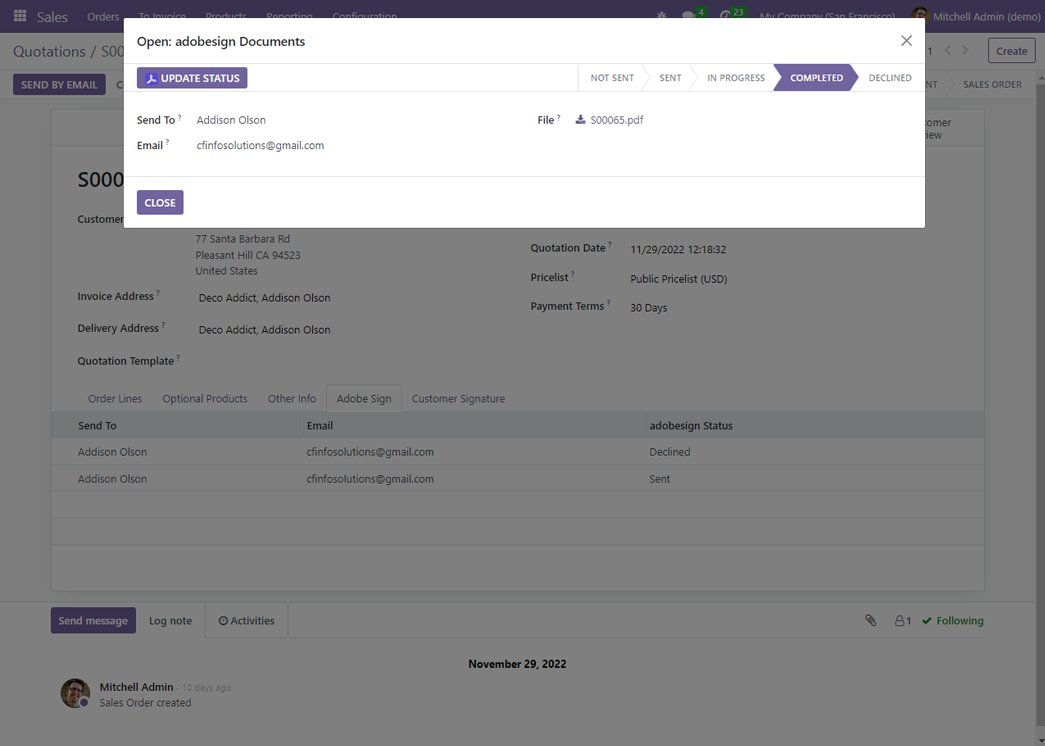 Sales Orders To Invoice Products Reporting Configuration 4 23 My Company (San Francisco) Mitchell Admin (demo)
Open: adobesign Documents
Quotations / S00 1 Create
UPDATE STATUS NOT SENT SENT IN PROGRESS COMPLETED DECLINED
SEND BY EMAIL C NT SALES ORDER
Send To ? Addison Olson File ? S00065.pdf
omer
iew
Email ? cfinfosolutions@gmail.com
S000
CLOSE
Customer
77 Santa Barbara Rd
Pleasant Hill CA 94523
United States
Quotation Date ? 11/29/2022 12:18:32
Pricelist ? Public Pricelist (USD)
Invoice Address ? Deco Addict, Addison Olson
Payment Terms ? 30 Days
Delivery Address ? Deco Addict, Addison Olson
Quotation Template ?
Order Lines Optional Products Other Info Adobe Sign Customer Signature
Send To Email adobesign Status
Addison Olson cfinfosolutions@gmail.com Declined
Addison Olson cfinfosolutions@gmail.com Sent
Send message Log note Activities 1 Following
November 29, 2022
Mitchell Admin - 10 days ago
Sales Order created